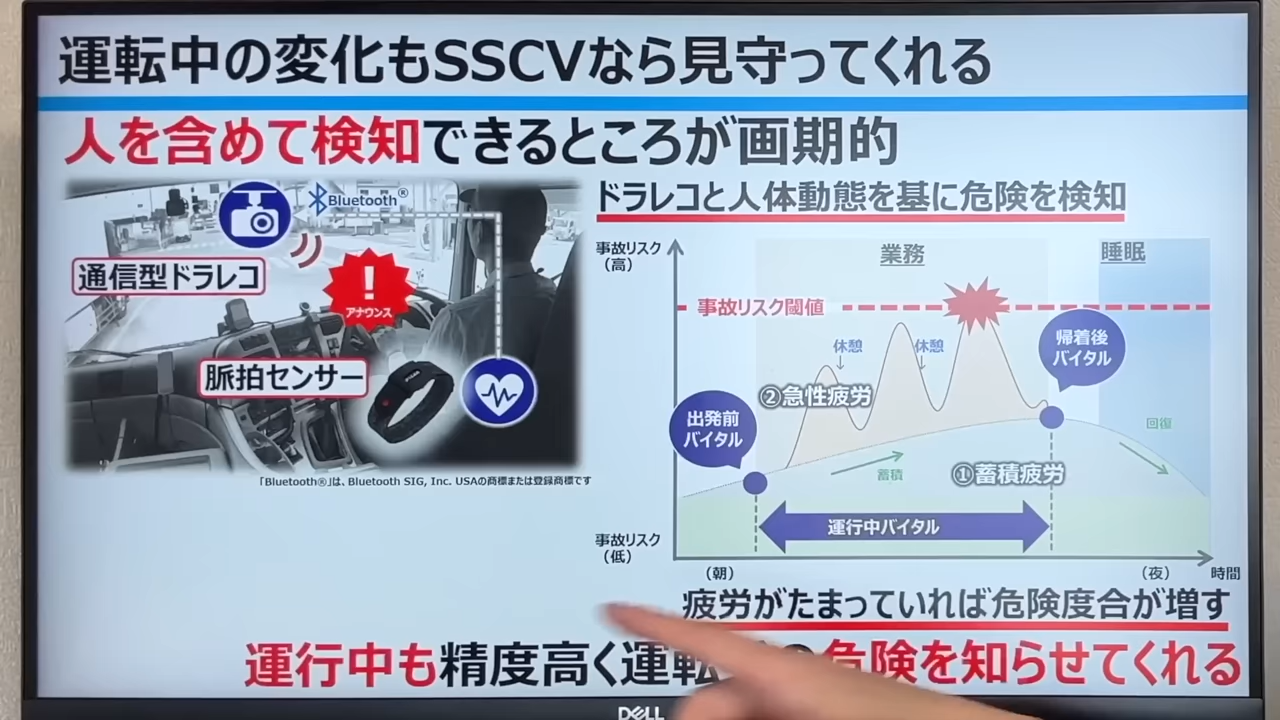 運転中の変化もSSCVなら見守ってくれる
人を含めて検知できるところが画期的
Bluetooth®
通信型ドラレコ
!
アナウンス
脈拍センサー
「Bluetooth®」は、Bluetooth SIG, Inc. USAの商標または登録商標です
ドラレコと人体動態を基に危険を検知
事故リスク
（高）
業務
睡眠
事故リスク閾値
休憩
休憩
帰着後
バイタル
②急性疲労
出発前
バイタル
回復
蓄積
①蓄積疲労
運行中バイタル
事故リスク
（低）
（朝）
（夜）
時間
疲労がたまっていれば危険度合が増す
運行中も精度高く運転
危険を知らせてくれる
DELL